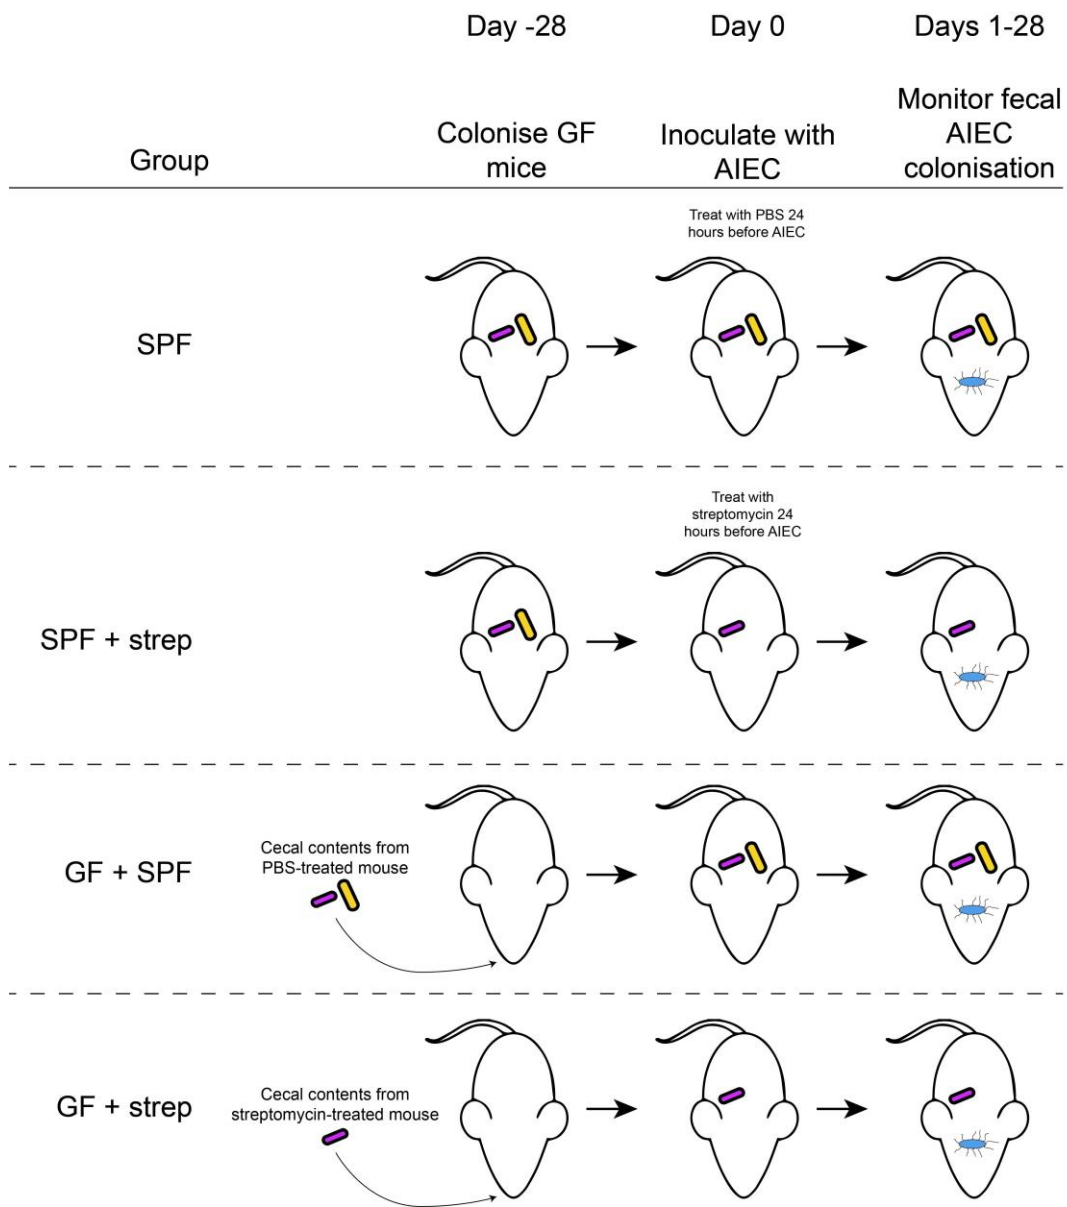 Day -28
Day 0
Days 1-28
Group
Colonise GF
mice
Inoculate with
AIEC
Monitor fecal
AIEC
colonisation
Treat with PBS 24
hours before AIEC
SPF
Treat with
streptomycin 24
hours before AIEC
SPF + strep
GF + SPF
Cecal contents from
PBS-treated mouse
GF + strep
Cecal contents from
streptomycin-treated mouse